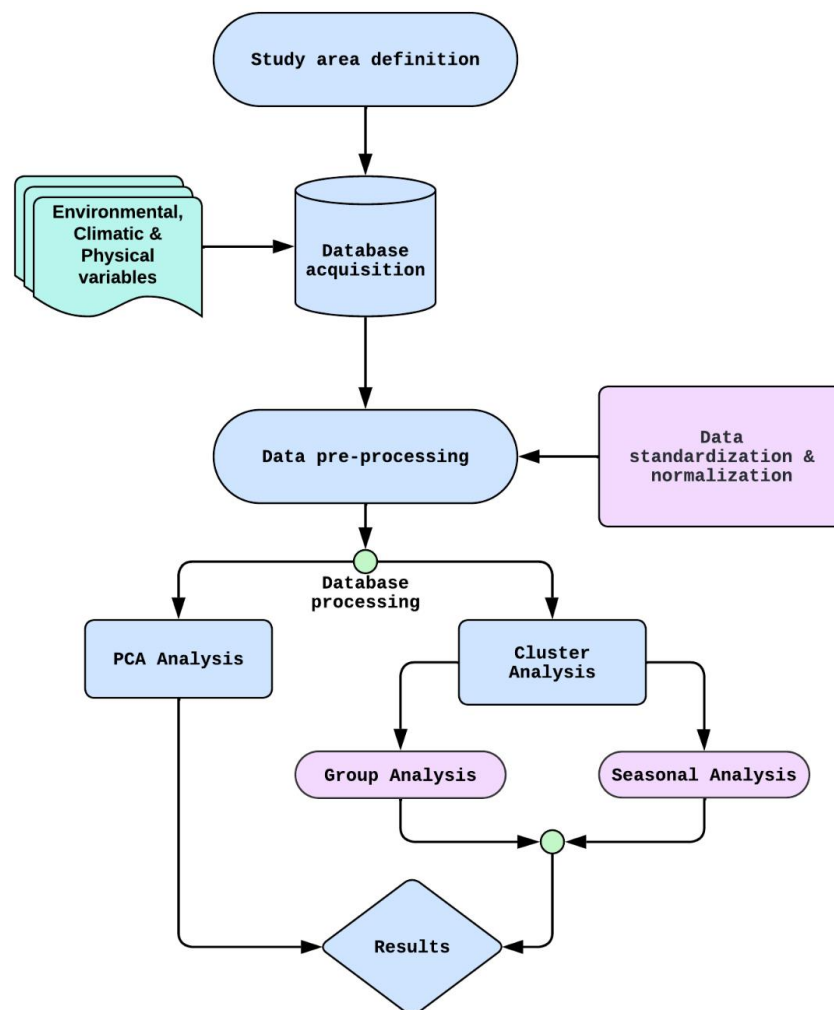 Study area definition
Environmental,
Climatic &
Physical
variables
Database
acquisition
Data pre-processing
Data
standardization &
normalization
Database
processing
PCA Analysis
Cluster
Analysis
Group Analysis
Seasonal Analysis
Results